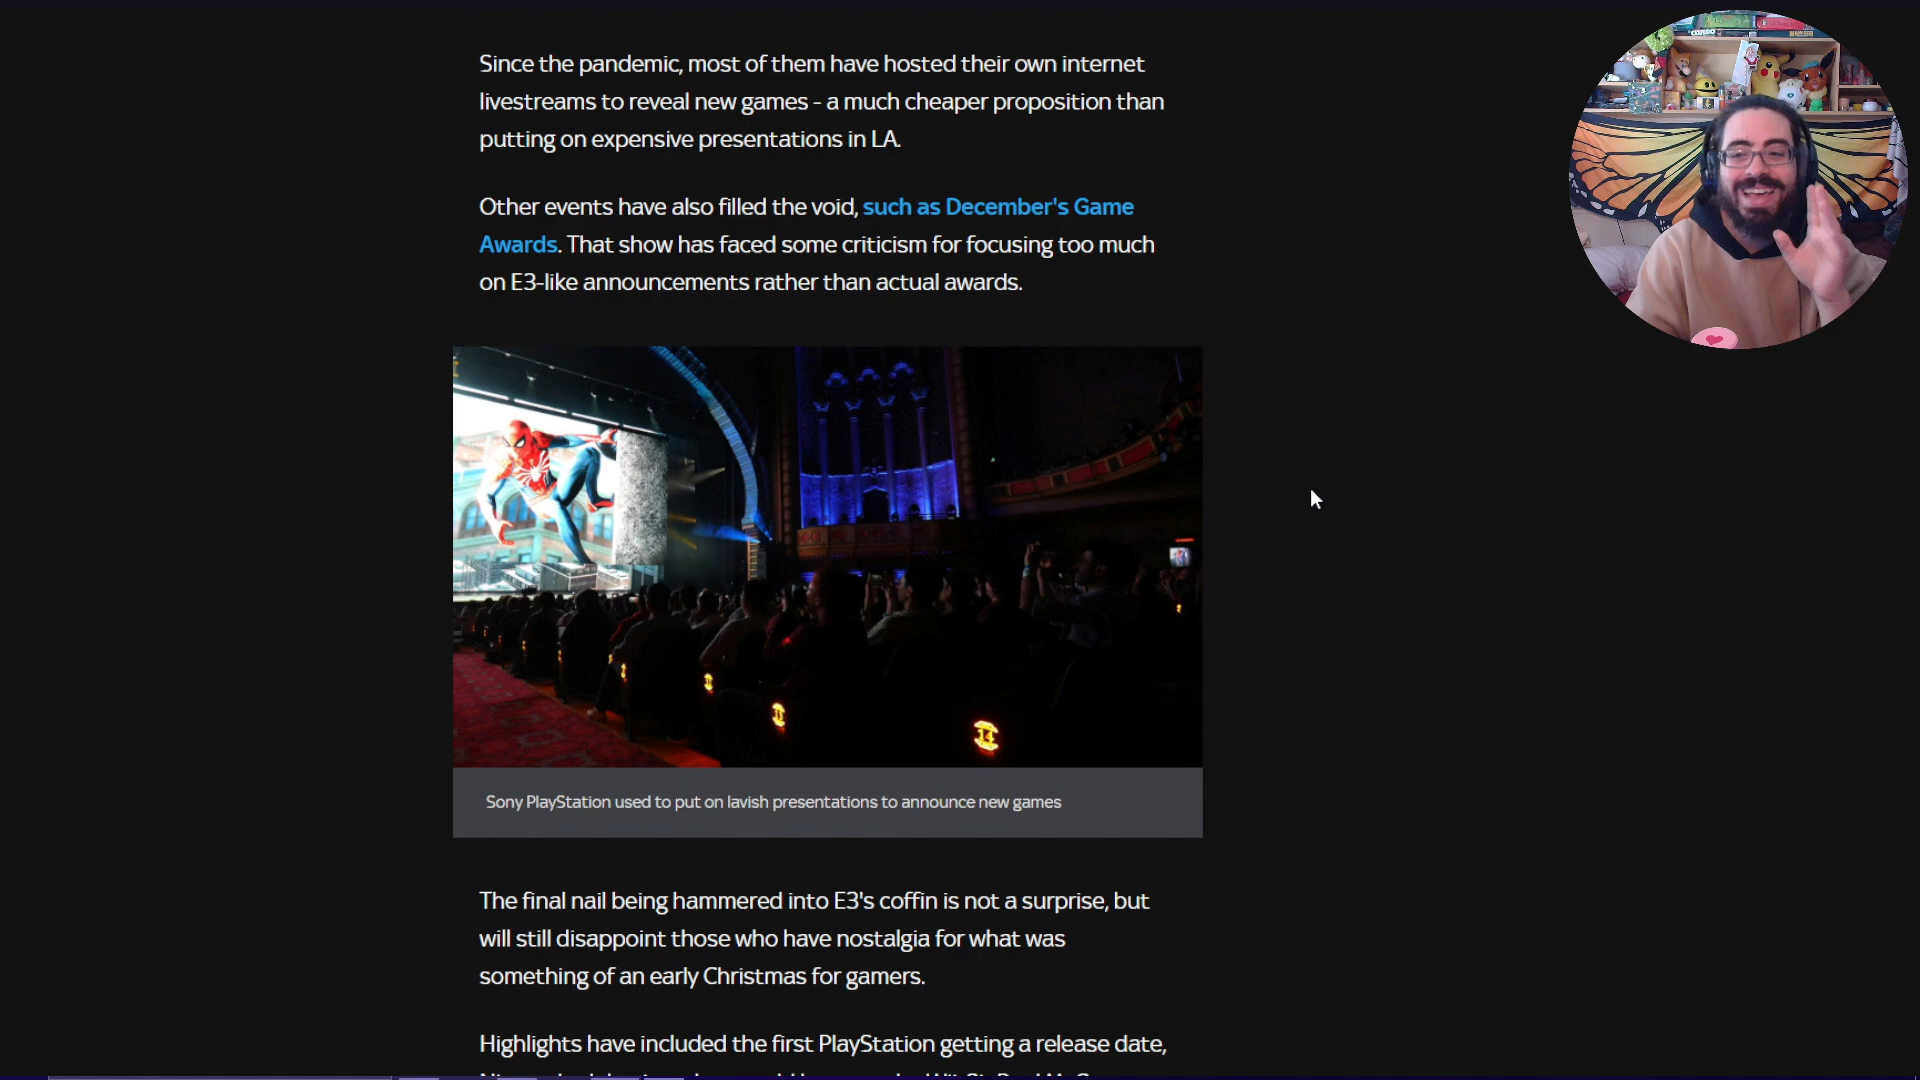 Since the pandemic, most of them have hosted their own internet
livestreams to reveal new games - a much cheaper proposition than
putting on expensive presentations in LA.
Other events have also filled the void, such as December's Game
Awards. That show has faced some criticism for focusing too much
on E3-like announcements rather than actual awards.
14
Sony PlayStation used to put on lavish presentations to announce new games
The final nail being hammered into E3's coffin is not a surprise, but
will still disappoint those who have nostalgia for what was
something of an early Christmas for gamers.
Highlights have included the first PlayStation getting a release date,